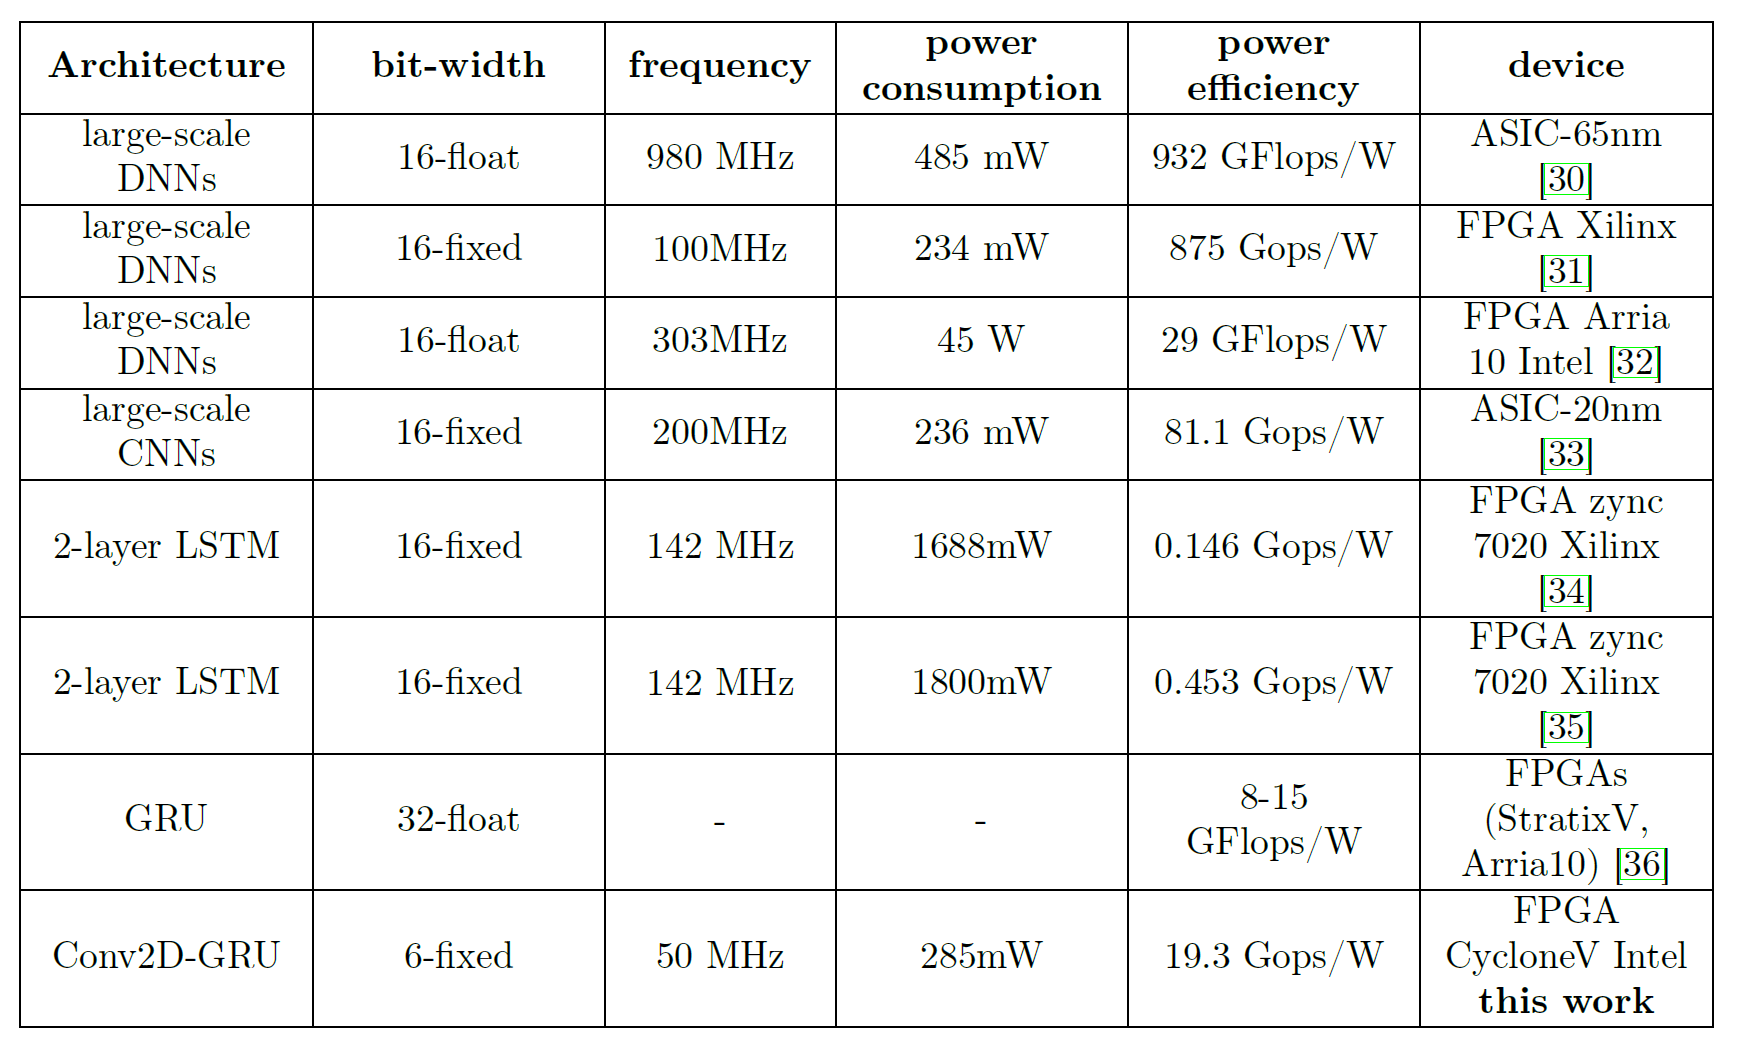 Architecture bit-width frequency power consumption power efficiency device
large-scale DNNs 16-float 980 MHz 485 mW 932 GFlops/W ASIC-65nm [30]
large-scale DNNs 16-fixed 100MHz 234 mW 875 Gops/W FPGA Xilinx [31]
large-scale DNNs 16-float 303MHz 45 W 29 GFlops/W FPGA Arria 10 Intel [32]
large-scale CNNs 16-fixed 200MHz 236 mW 81.1 Gops/W ASIC-20nm [33]
2-layer LSTM 16-fixed 142 MHz 1688mW 0.146 Gops/W FPGA zync 7020 Xilinx [34]
2-layer LSTM 16-fixed 142 MHz 1800mW 0.453 Gops/W FPGA zync 7020 Xilinx [35]
GRU 32-float - - 8-15 GFlops/W FPGAs (StratixV, Arria10) [36]
Conv2D-GRU 6-fixed 50 MHz 285mW 19.3 Gops/W FPGA CycloneV Intel this work